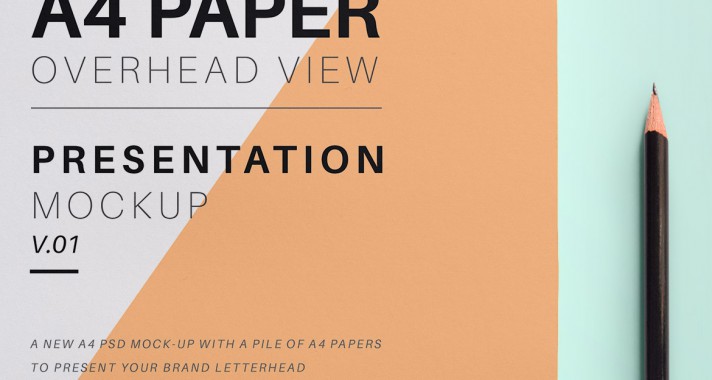 A4 PAPER
OVERHEAD VIEW
PRESENTATION
MOCKUP
V.01
A NEW A4 PSD MOCK-UP WITH A PILE OF A4 PAPERS
TO PRESENT YOUR BRAND LETTERHEAD